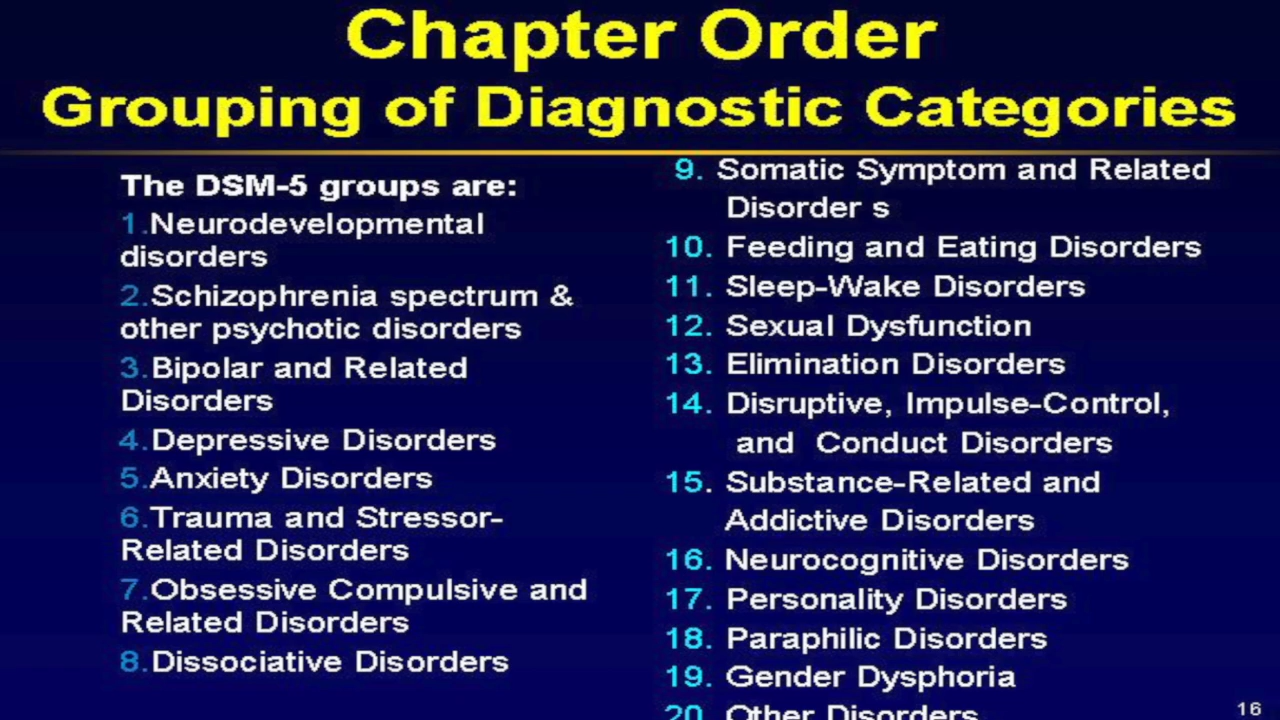 Chapter Order
Grouping of Diagnostic Categories
The DSM-5 groups are:
1.Neurodevelopmental
disorders
2.Schizophrenia spectrum &
other psychotic disorders
3.Bipolar and Related
Disorders
4.Depressive Disorders
5.Anxiety Disorders
6.Trauma and Stressor-
Related Disorders
7.Obsessive Compulsive and
Related Disorders
8.Dissociative Disorders
9. Somatic Symptom and Related
Disorder s
10. Feeding and Eating Disorders
11. Sleep-Wake Disorders
12. Sexual Dysfunction
13. Elimination Disorders
14. Disruptive, Impulse-Control,
and Conduct Disorders
15. Substance-Related and
Addictive Disorders
16. Neurocognitive Disorders
17. Personality Disorders
18. Paraphilic Disorders
19. Gender Dysphoria
20 Other Disorders
16